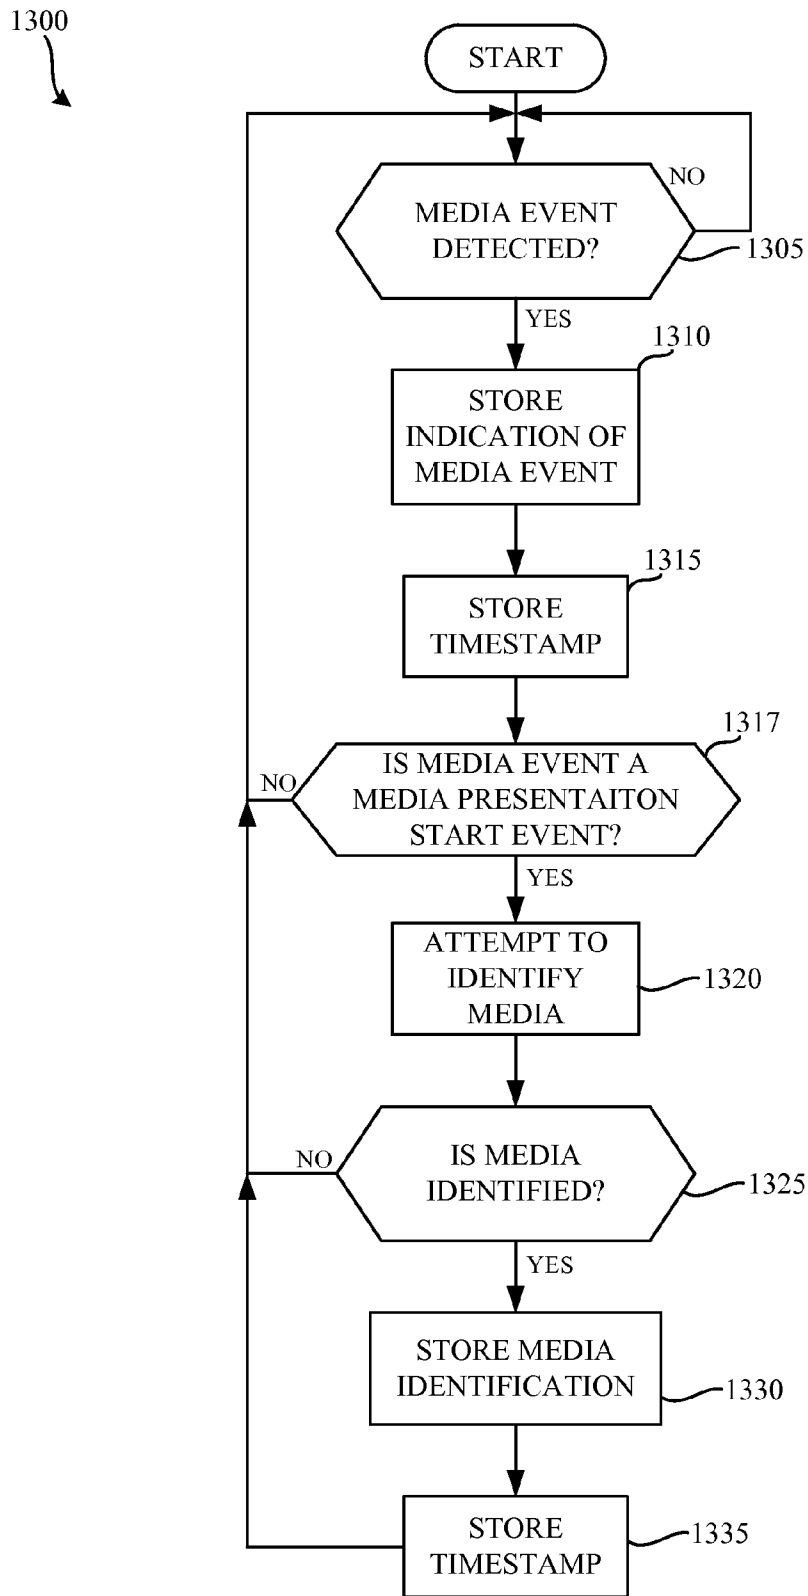 1300
START
NO
MEDIA EVENT
DETECTED?
1305
YES
1310
STORE
INDICATION OF
MEDIA EVENT
1315
STORE
TIMESTAMP
1317
NO
IS MEDIA EVENT A
MEDIA PRESENTAITON
START EVENT?
YES
ATTEMPT TO
IDENTIFY
MEDIA
1320
NO
IS MEDIA
IDENTIFIED?
1325
YES
STORE MEDIA
IDENTIFICATION
1330
STORE
TIMESTAMP
1335